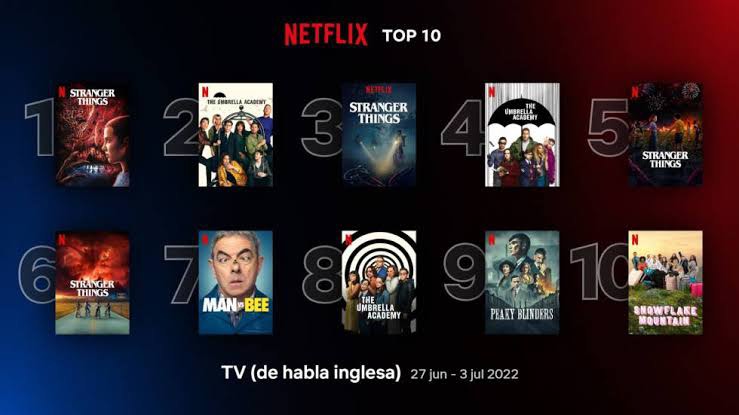 NETFLIX TOP 10
1
N
STRANGER
THINGS
2
N
THE UMBRELLA ACADEMY
3
NETFLIX
STRANGER
THINGS
4
N
THE
UMBRELLA
ACADEMY
5
N
STRANGER
THINGS
6
N
STRANGER
THINGS
7
N
MAN VS BEE
8
N
THE
UMBRELLA
ACADEMY
9
N
PEAKY BLINDERS
10
N
SNOWFLAKE
MOUNTAIN
TV (de habla inglesa) 27 jun - 3 jul 2022